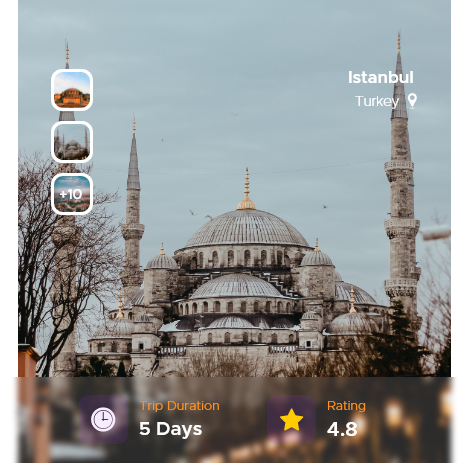 Istanbul
Turkey
+10
Trip Duration
5 Days
Rating
4.8